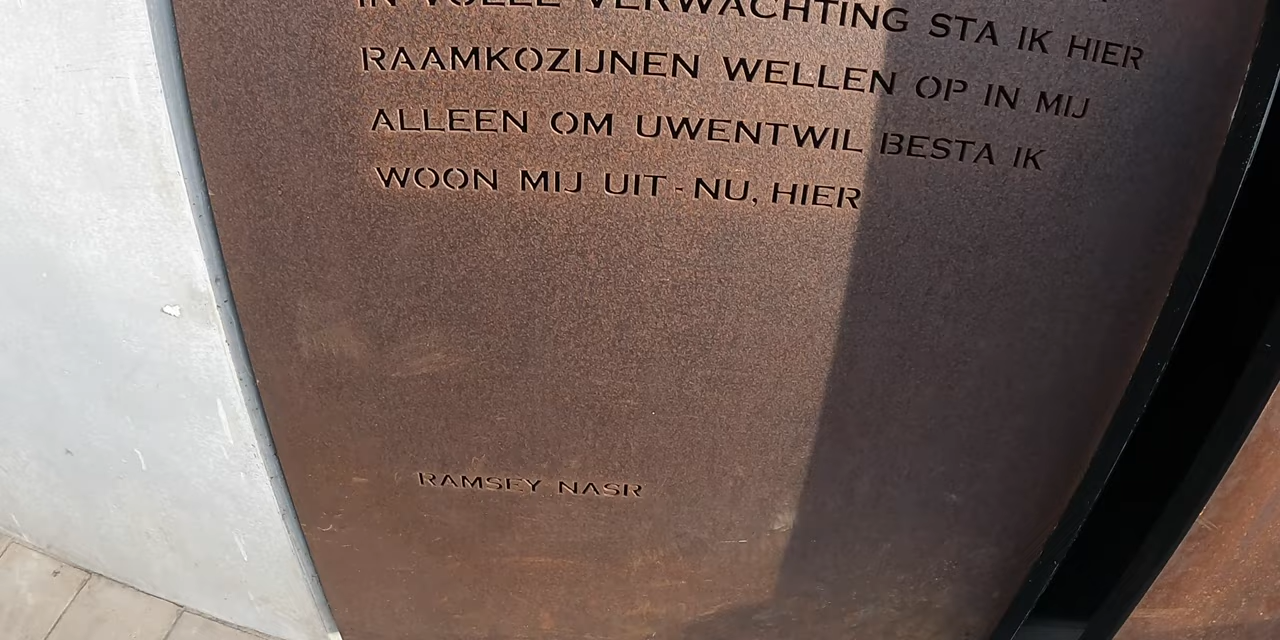 IN VOLLE VERWACHTING STA IK HIER
RAAMKOZIJNEN WELLEN OP IN MIJ
ALLEEN OM UWENTWIL BESTA IK
WOON MIJ UIT - NU, HIER
RAMSEY NASR